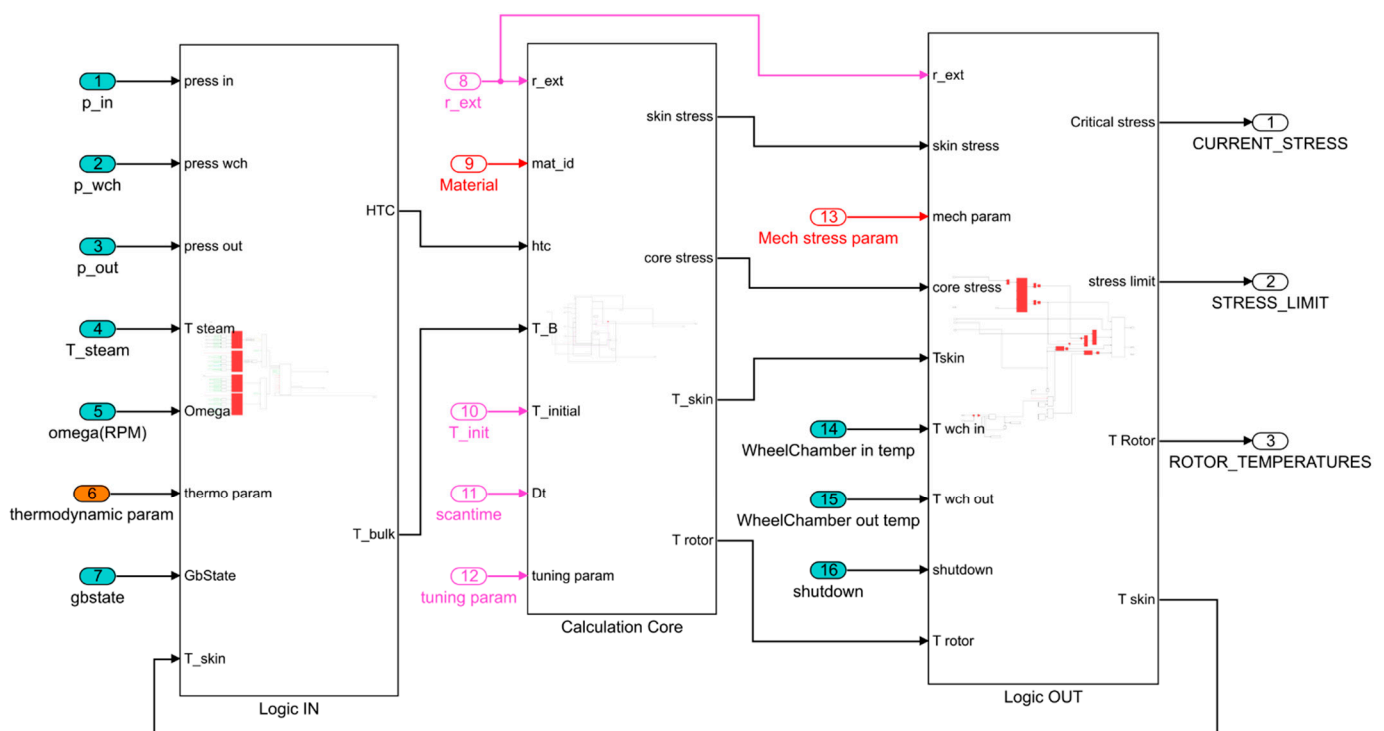 1
p_in
2
p_wch
3
p_out
4
T_steam
5
omega(RPM)
6
thermodynamic param
7
gbstate
press in
press wch
press out
T steam
Omega
thermo param
GbState
T_skin
HTC
T_bulk
Logic IN
8
r_ext
9
Material
10
T_init
11
scantime
12
tuning param
r_ext
mat_id
htc
T_B
T_initial
Dt
tuning param
skin stress
core stress
T_skin
T rotor
Calculation Core
13
Mech stress param
14
WheelChamber in temp
15
WheelChamber out temp
16
shutdown
r_ext
skin stress
mech param
core stress
Tskin
T wch in
T wch out
shutdown
T rotor
Critical stress
stress limit
T Rotor
T skin
Logic OUT
1
CURRENT_STRESS
2
STRESS_LIMIT
3
ROTOR_TEMPERATURES